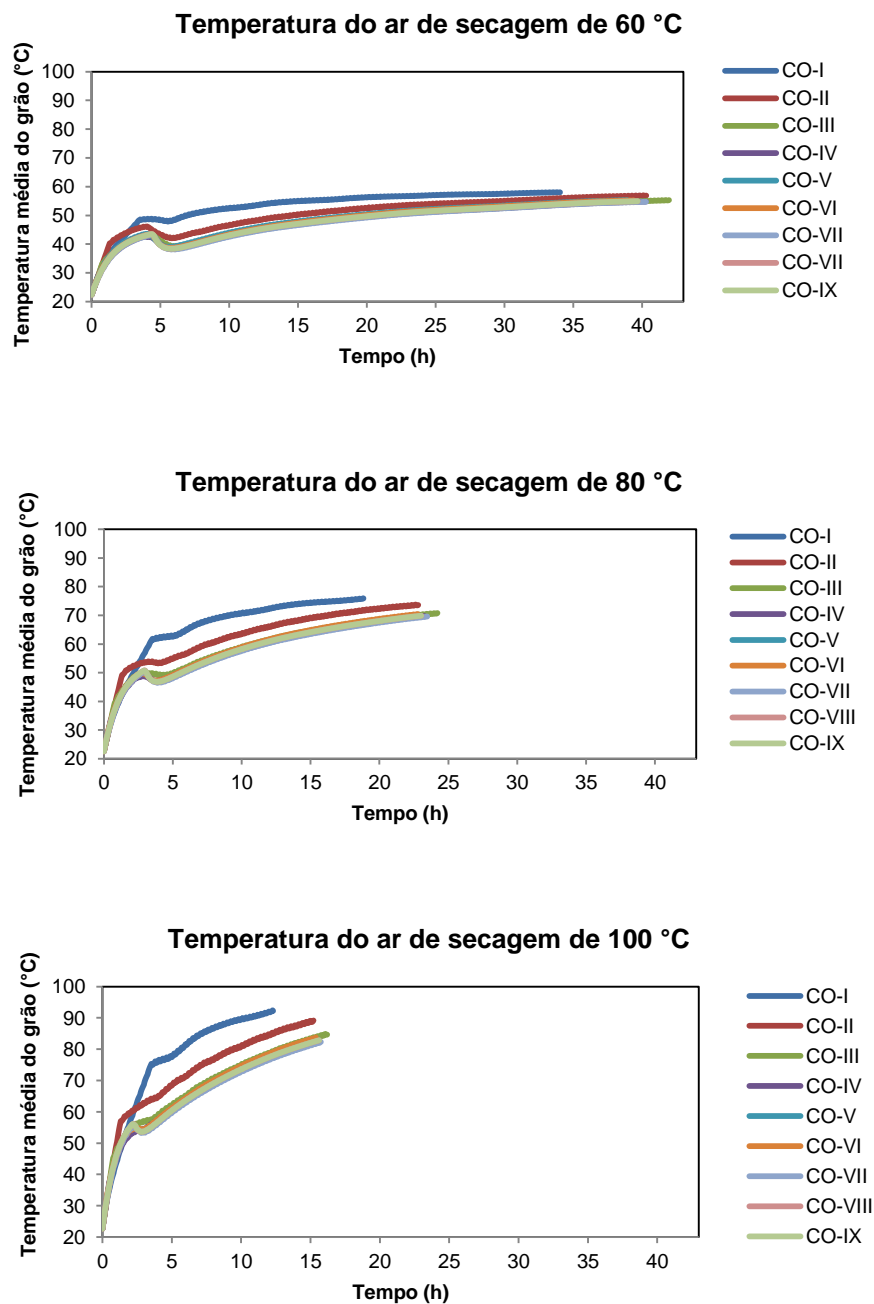 Temperatura do ar de secagem de 60 °C
Temperatura média do grão (°C)
100
90
80
70
60
50
40
30
20
0 5 10 15 20 25 30 35 40
Tempo (h)
CO-I
CO-II
CO-III
CO-IV
CO-V
CO-VI
CO-VII
CO-VII
CO-IX
Temperatura do ar de secagem de 80 °C
Temperatura média do grão (°C)
100
90
80
70
60
50
40
30
20
0 5 10 15 20 25 30 35 40
Tempo (h)
CO-I
CO-II
CO-III
CO-IV
CO-V
CO-VI
CO-VII
CO-VIII
CO-IX
Temperatura do ar de secagem de 100 °C
Temperatura média do grão (°C)
100
90
80
70
60
50
40
30
20
0 5 10 15 20 25 30 35 40
Tempo (h)
CO-I
CO-II
CO-III
CO-IV
CO-V
CO-VI
CO-VII
CO-VIII
CO-IX